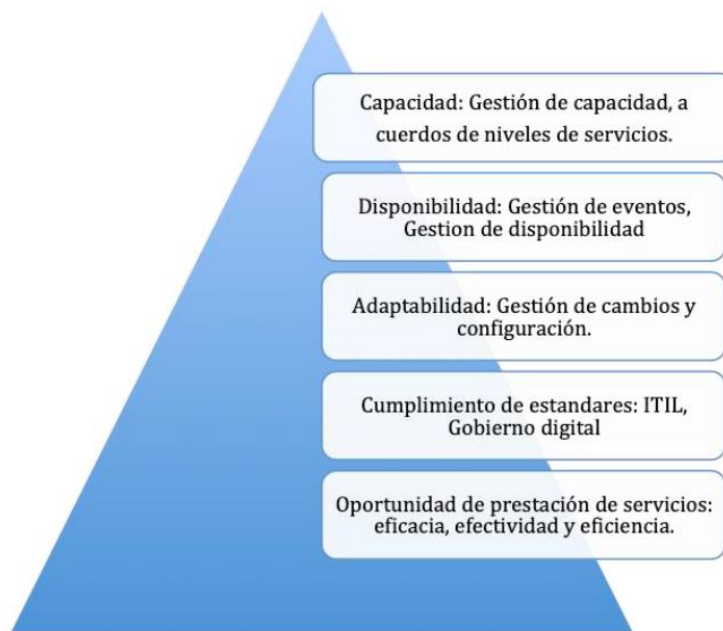 Capacidad: Gestión de capacidad, a
cuerdos de niveles de servicios.
Disponibilidad: Gestión de eventos,
Gestion de disponibilidad
Adaptabilidad: Gestión de cambios y
configuración.
Cumplimiento de estandares: ITIL,
Gobierno digital
Oportunidad de prestación de servicios:
eficacia, efectividad y eficiencia.